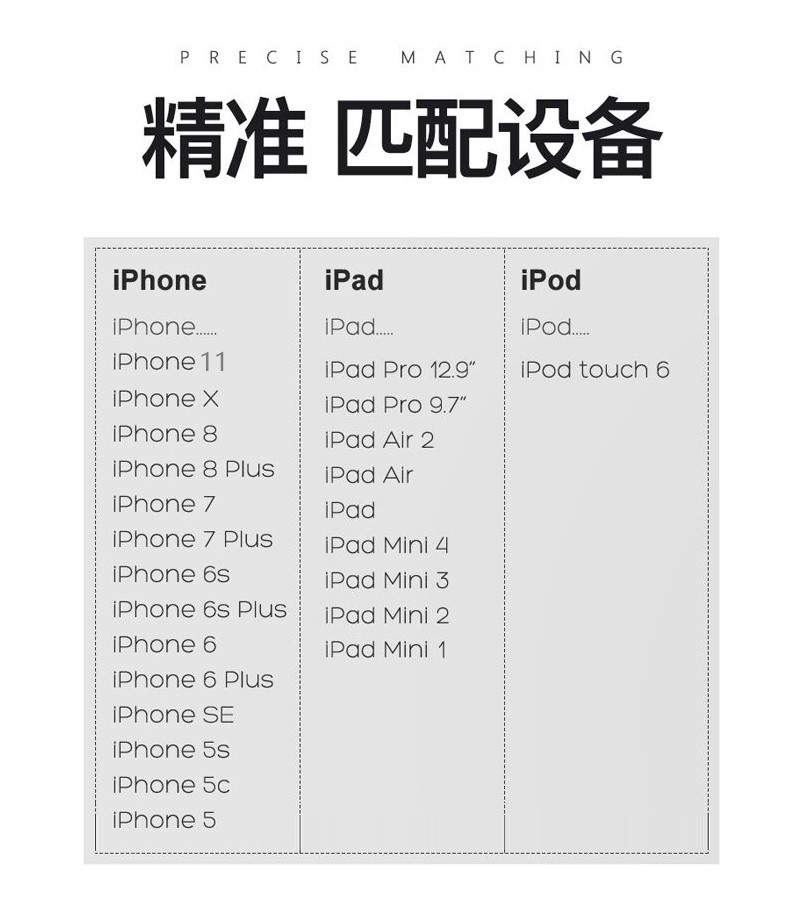 PRECISE MATCHING
精准 匹配设备
iPhone
iPhone......
iPhone 11
iPhone X
iPhone 8
iPhone 8 Plus
iPhone 7
iPhone 7 Plus
iPhone 6s
iPhone 6s Plus
iPhone 6
iPhone 6 Plus
iPhone SE
iPhone 5s
iPhone 5c
iPhone 5
iPad
iPad.....
iPad Pro 12.9”
iPad Pro 9.7”
iPad Air 2
iPad Air
iPad
iPad Mini 4
iPad Mini 3
iPad Mini 2
iPad Mini 1
iPod
iPod.....
iPod touch 6